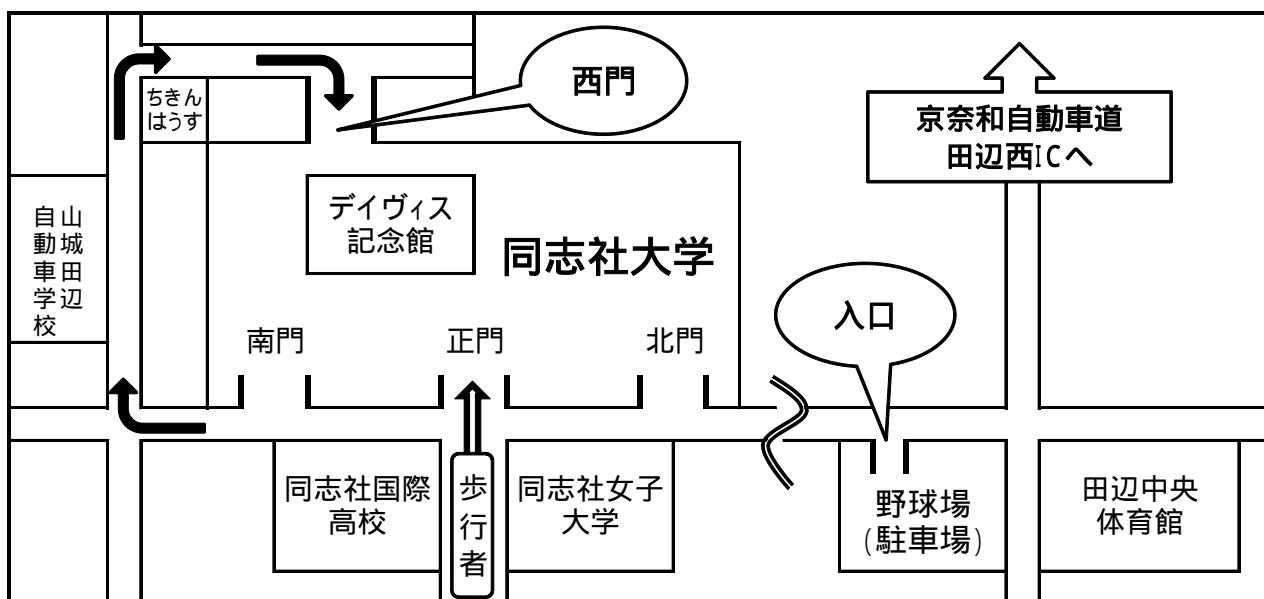 西門
ちきん
はうす
京奈和自動車道
田辺西ICへ
山城田辺
自動車学校
デイヴィス
記念館
同志社大学
入口
南門
正門
北門
同志社国際
高校
歩行者
同志社女子
大学
野球場
(駐車場)
田辺中央
体育館